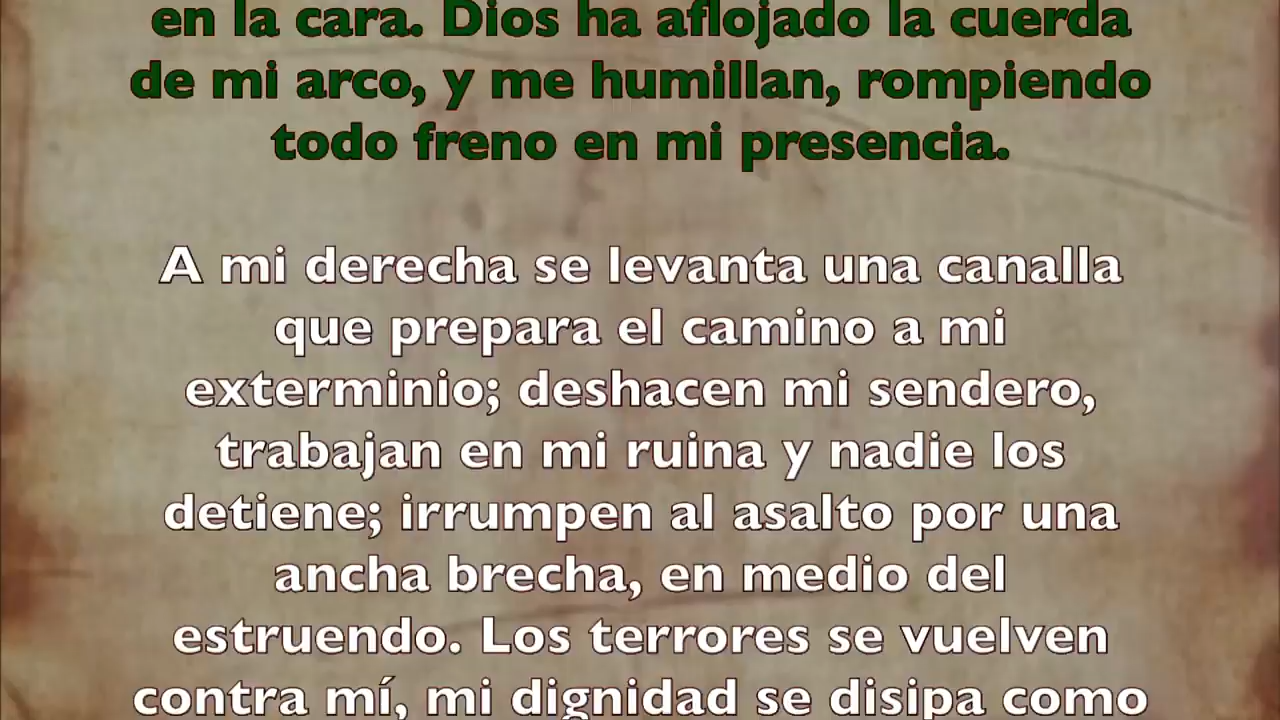 en la cara. Dios ha aflojado la cuerda
de mi arco, y me humillan, rompiendo
todo freno en mi presencia.
A mi derecha se levanta una canalla
que prepara el camino a mi
exterminio; deshacen mi sendero,
trabajan en mi ruina y nadie los
detiene; irrumpen al asalto por una
ancha brecha, en medio del
estruendo. Los terrores se vuelven
contra mí, mi dignidad se disipa como